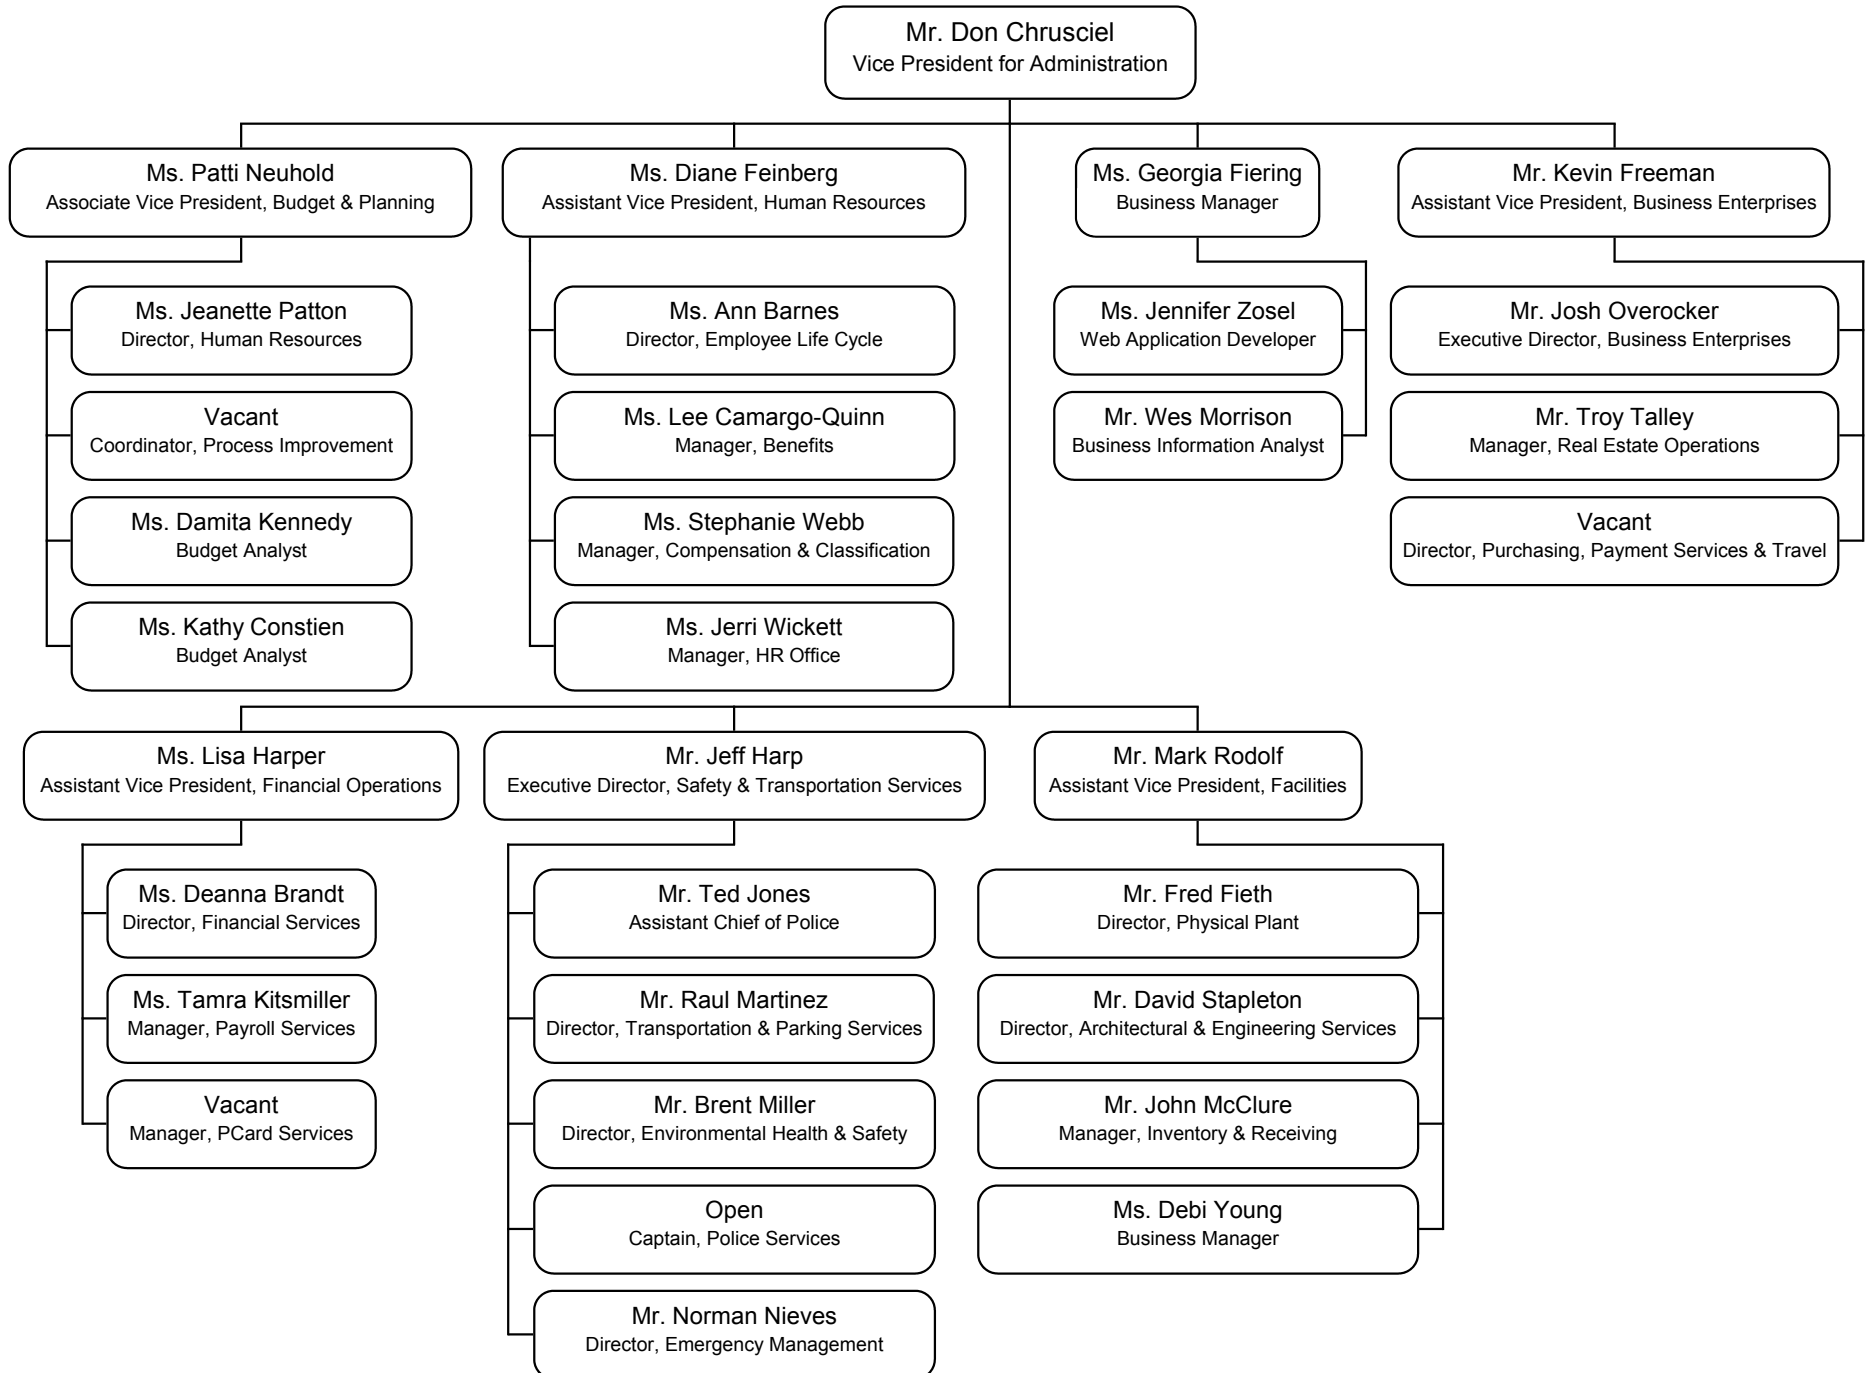 Mr. Don Chrusciel
Vice President for Administration
Ms. Patti Neuhold
Associate Vice President, Budget & Planning
Ms. Diane Feinberg
Assistant Vice President, Human Resources
Ms. Georgia Fiering
Business Manager
Mr. Kevin Freeman
Assistant Vice President, Business Enterprises
Ms. Jeanette Patton
Director, Human Resources
Vacant
Coordinator, Process Improvement
Ms. Damita Kennedy
Budget Analyst
Ms. Kathy Constien
Budget Analyst
Ms. Ann Barnes
Director, Employee Life Cycle
Ms. Lee Camargo-Quinn
Manager, Benefits
Ms. Stephanie Webb
Manager, Compensation & Classification
Ms. Jerri Wickett
Manager, HR Office
Ms. Jennifer Zosel
Web Application Developer
Mr. Wes Morrison
Business Information Analyst
Mr. Josh Overocker
Executive Director, Business Enterprises
Mr. Troy Talley
Manager, Real Estate Operations
Vacant
Director, Purchasing, Payment Services & Travel
Ms. Lisa Harper
Assistant Vice President, Financial Operations
Mr. Jeff Harp
Executive Director, Safety & Transportation Services
Mr. Mark Rodolf
Assistant Vice President, Facilities
Ms. Deanna Brandt
Director, Financial Services
Ms. Tamra Kitsmiller
Manager, Payroll Services
Vacant
Manager, PCard Services
Mr. Ted Jones
Assistant Chief of Police
Mr. Raul Martinez
Director, Transportation & Parking Services
Mr. Brent Miller
Director, Environmental Health & Safety
Open
Captain, Police Services
Mr. Norman Nieves
Director, Emergency Management
Mr. Fred Fieth
Director, Physical Plant
Mr. David Stapleton
Director, Architectural & Engineering Services
Mr. John McClure
Manager, Inventory & Receiving
Ms. Debi Young
Business Manager